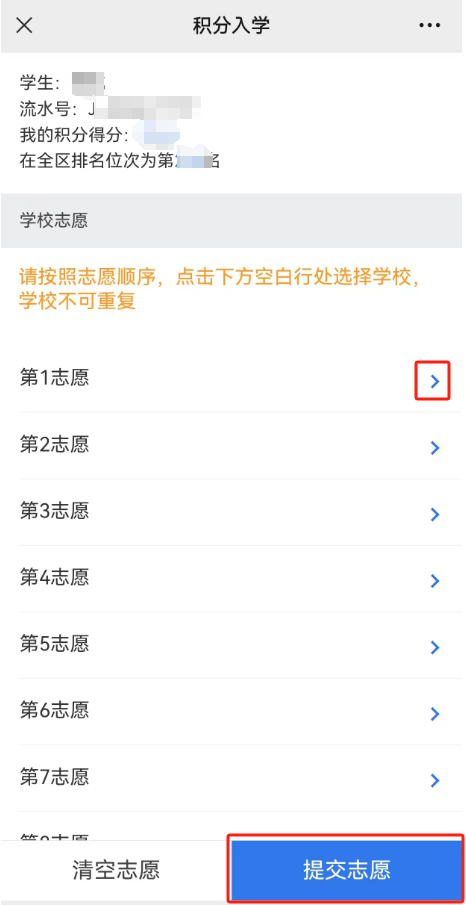 积分入学
学生：
流水号：J
我的积分得分：
在全区排名位次为第2 名
学校志愿
请按照志愿顺序，点击下方空白行处选择学校，
学校不可重复
第1志愿
第2志愿
第3志愿
第4志愿
第5志愿
第6志愿
第7志愿
清空志愿
提交志愿